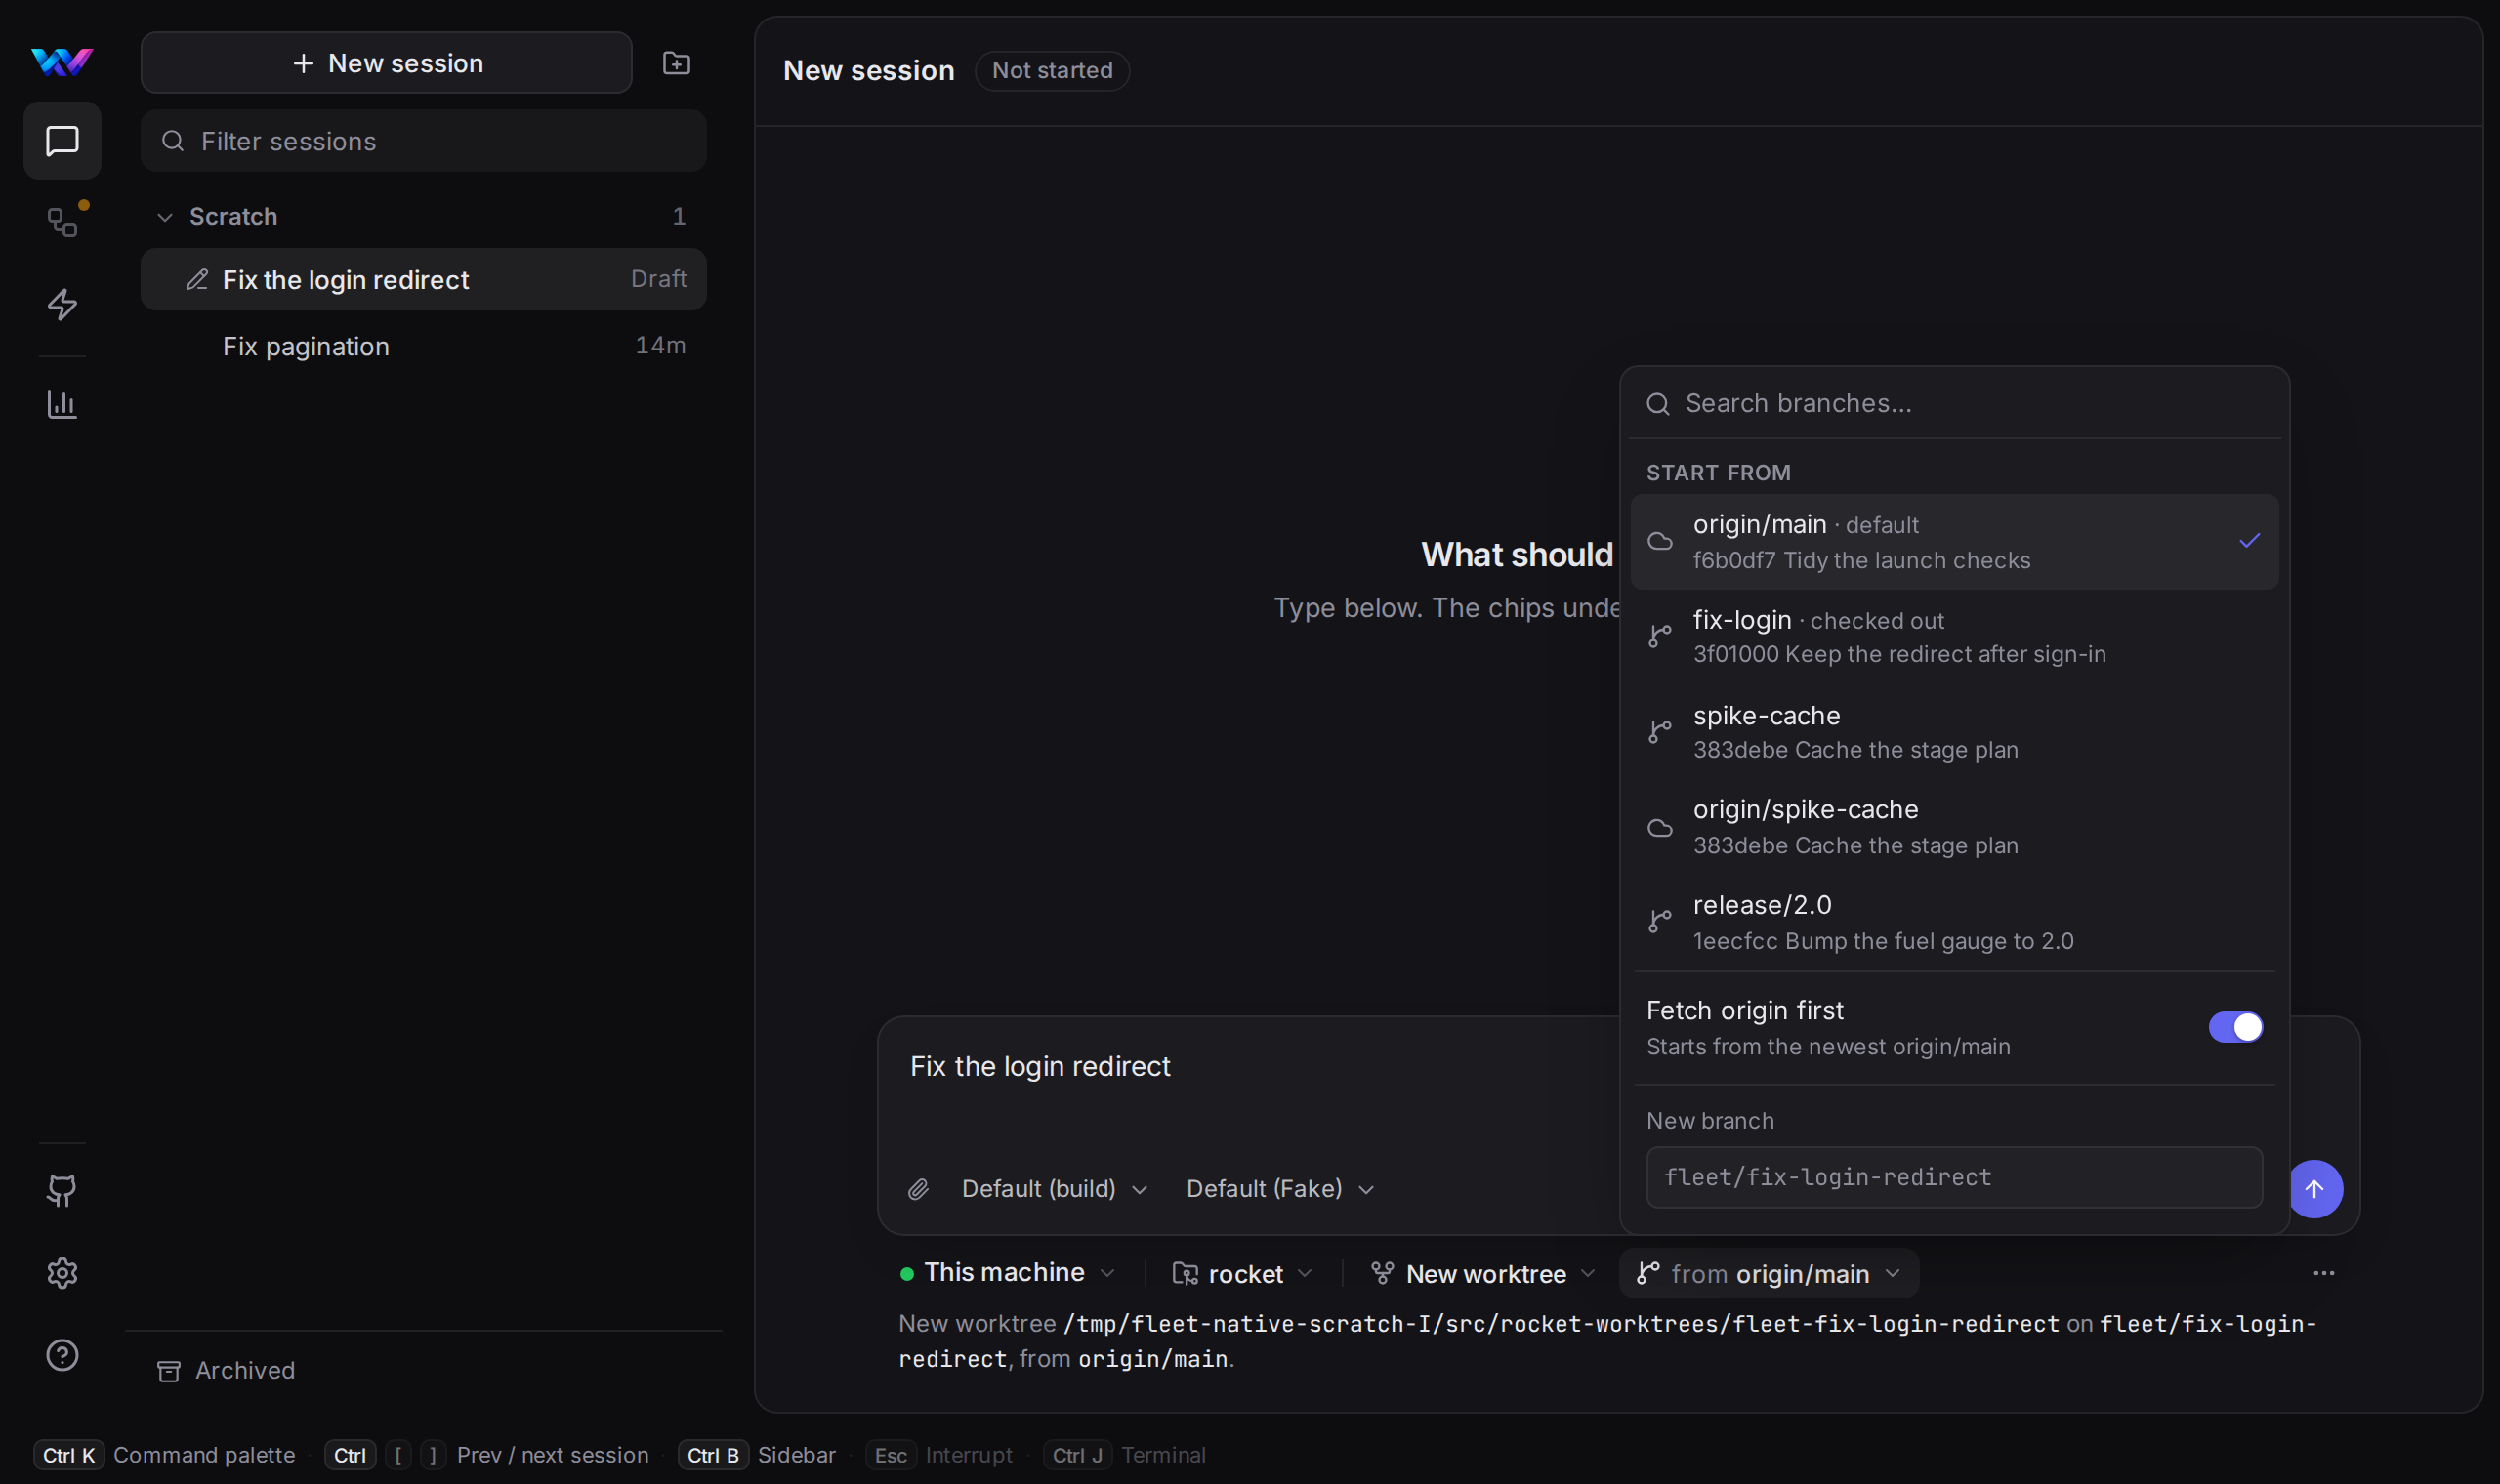 New session
Filter sessions
Scratch 1
Fix the login redirect Draft
Fix pagination 14m
Archived
New session Not started
What should
Type below. The chips unde
Search branches...
START FROM
origin/main · default
f6b0df7 Tidy the launch checks
fix-login · checked out
3f01000 Keep the redirect after sign-in
spike-cache
383debe Cache the stage plan
origin/spike-cache
383debe Cache the stage plan
release/2.0
1eecfcc Bump the fuel gauge to 2.0
Fetch origin first
Starts from the newest origin/main
New branch
fleet/fix-login-redirect
Fix the login redirect
Default (build) Default (Fake)
This machine rocket New worktree from origin/main
New worktree /tmp/fleet-native-scratch-I/src/rocket-worktrees/fleet-fix-login-redirect on fleet/fix-login-
redirect, from origin/main.
Ctrl K Command palette · Ctrl [ ] Prev / next session · Ctrl B Sidebar · Esc Interrupt · Ctrl J Terminal